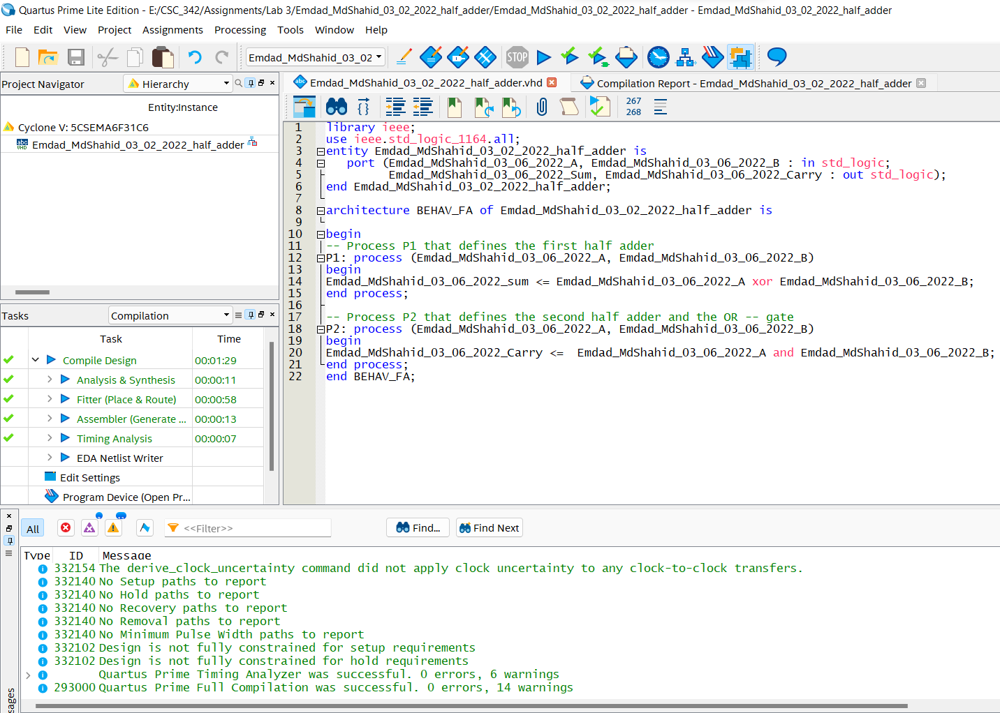 Quartus Prime Lite Edition - E:/CSC_342/Assignments/Lab 3/Emdad_MdShahid_03_02_2022_half_adder/Emdad_MdShahid_03_02_2022_half_adder - Emdad_MdShahid_03_02_2022_half_adder
File Edit View Project Assignments Processing Tools Window Help
Emdad_MdShahid_03_02
STOP
Project Navigator
Hierarchy
Entity:Instance
Cyclone V: 5CSEMA6F31C6
Emdad_MdShahid_03_02_2022_half_adder
Emdad_MdShahid_03_02_2022_half_adder.vhd
Compilation Report - Emdad_MdShahid_03_02_2022_half_adder
267
268
1 library ieee;
2 use ieee.std_logic_1164.all;
3 entity Emdad_MdShahid_03_02_2022_half_adder is
4 port (Emdad_MdShahid_03_06_2022_A, Emdad_MdShahid_03_06_2022_B : in std_logic;
5 Emdad_MdShahid_03_06_2022_Sum, Emdad_MdShahid_03_06_2022_Carry : out std_logic);
6 end Emdad_MdShahid_03_02_2022_half_adder;
7
8 architecture BEHAV_FA of Emdad_MdShahid_03_02_2022_half_adder is
9
10 begin
11 -- Process P1 that defines the first half adder
12 P1: process (Emdad_MdShahid_03_06_2022_A, Emdad_MdShahid_03_06_2022_B)
13 begin
14 Emdad_MdShahid_03_06_2022_sum <= Emdad_MdShahid_03_06_2022_A xor Emdad_MdShahid_03_06_2022_B;
15 end process;
16
17 -- Process P2 that defines the second half adder and the OR -- gate
18 P2: process (Emdad_MdShahid_03_06_2022_A, Emdad_MdShahid_03_06_2022_B)
19 begin
20 Emdad_MdShahid_03_06_2022_Carry <=  Emdad_MdShahid_03_06_2022_A and Emdad_MdShahid_03_06_2022_B;
21 end process;
22 end BEHAV_FA;
Tasks
Compilation
Task Time
Compile Design 00:01:29
Analysis & Synthesis 00:00:11
Fitter (Place & Route) 00:00:58
Assembler (Generate ... 00:00:13
Timing Analysis 00:00:07
EDA Netlist Writer
Edit Settings
Program Device (Open Pr...
All
<<Filter>>
Find...
Find Next
Type ID Message
332154 The derive_clock_uncertainty command did not apply clock uncertainty to any clock-to-clock transfers.
332140 No Setup paths to report
332140 No Hold paths to report
332140 No Recovery paths to report
332140 No Removal paths to report
332140 No Minimum Pulse Width paths to report
332102 Design is not fully constrained for setup requirements
332102 Design is not fully constrained for hold requirements
Quartus Prime Timing Analyzer was successful. 0 errors, 6 warnings
293000 Quartus Prime Full Compilation was successful. 0 errors, 14 warnings
sages